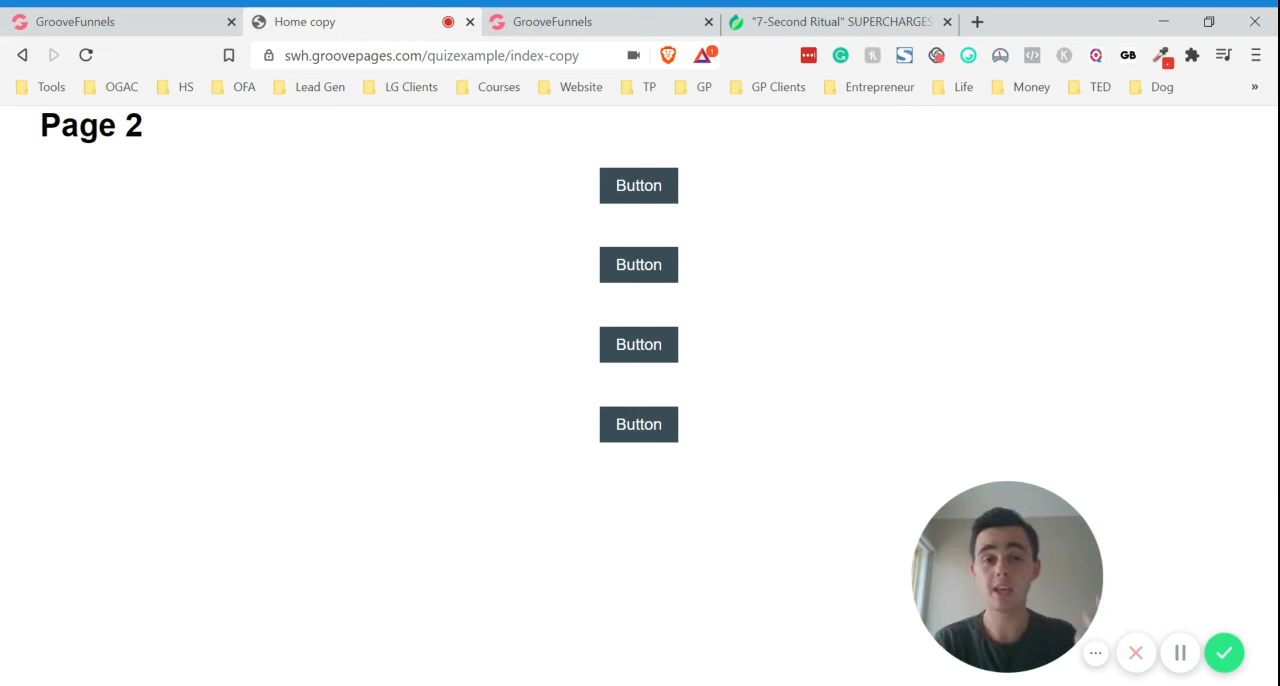 GrooveFunnels
Home copy
GrooveFunnels
"7-Second Ritual" SUPERCHARGES
swh.groovepages.com/quizexample/index-copy
GB
Tools
OGAC
HS
OFA
Lead Gen
LG Clients
Courses
Website
TP
GP
GP Clients
Entrepreneur
Life
Money
TED
Dog
Page 2
Button
Button
Button
Button